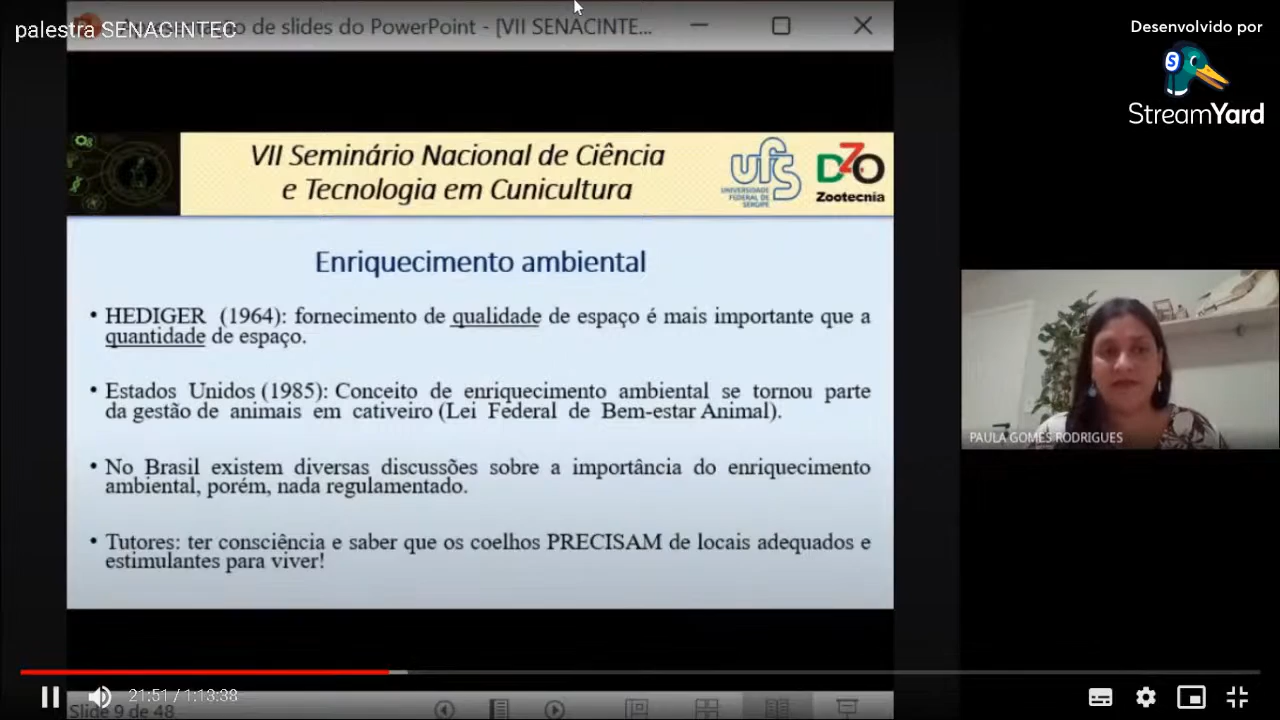 palestra SENACINTEC
de slides do PowerPoint - [VII SENACINTE...
Desenvolvido por
StreamYard
VII Seminário Nacional de Ciência
e Tecnologia em Cunicultura
ufs
UNIVERSIDADE
FEDERAL DE
SERGIPE
DZO
Zootecnia
Enriquecimento ambiental
• HEDIGER (1964): fornecimento de qualidade de espaço é mais importante que a
quantidade de espaço.
• Estados Unidos (1985): Conceito de enriquecimento ambiental se tornou parte
da gestão de animais em cativeiro (Lei Federal de Bem-estar Animal).
• No Brasil existem diversas discussões sobre a importância do enriquecimento
ambiental, porém, nada regulamentado.
• Tutores: ter consciência e saber que os coelhos PRECISAM de locais adequados e
estimulantes para viver!
PAULA GOMES RODRIGUES
21:51 / 1:13:38
Slide 9 de 48